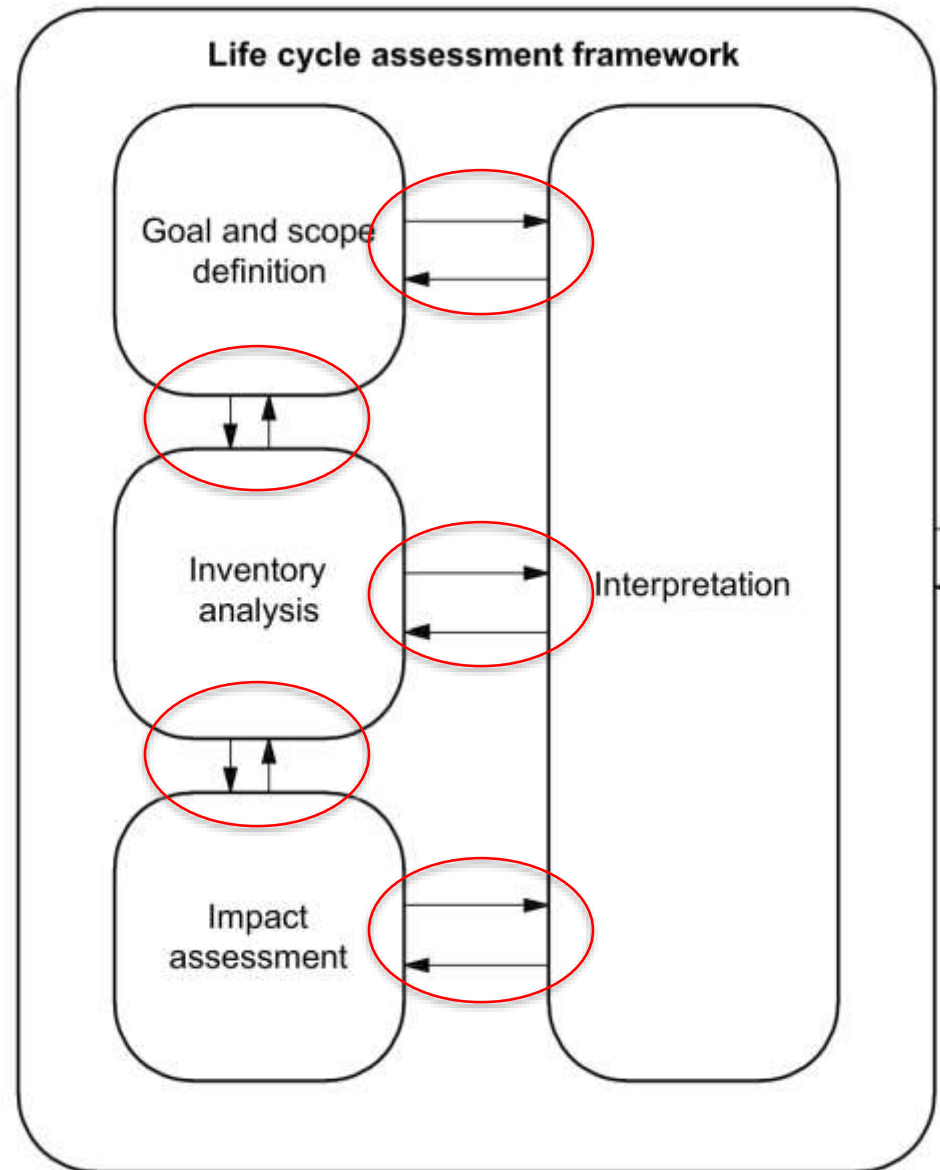 Life cycle assessment framework
Goal and scope
definition
Inventory
analysis
Interpretation
Impact
assessment